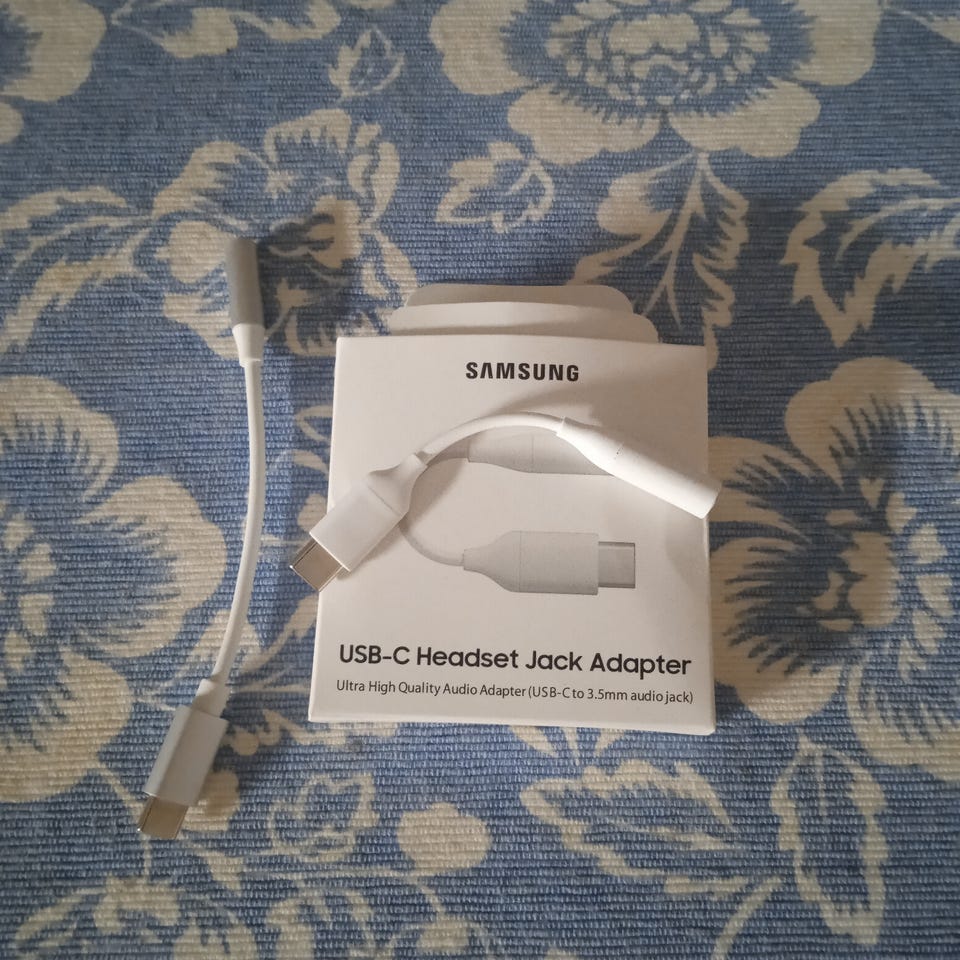 SAMSUNG
USB-C Headset Jack Adapter
Ultra High Quality Audio Adapter (USB-C to 3.5mm audio jack)